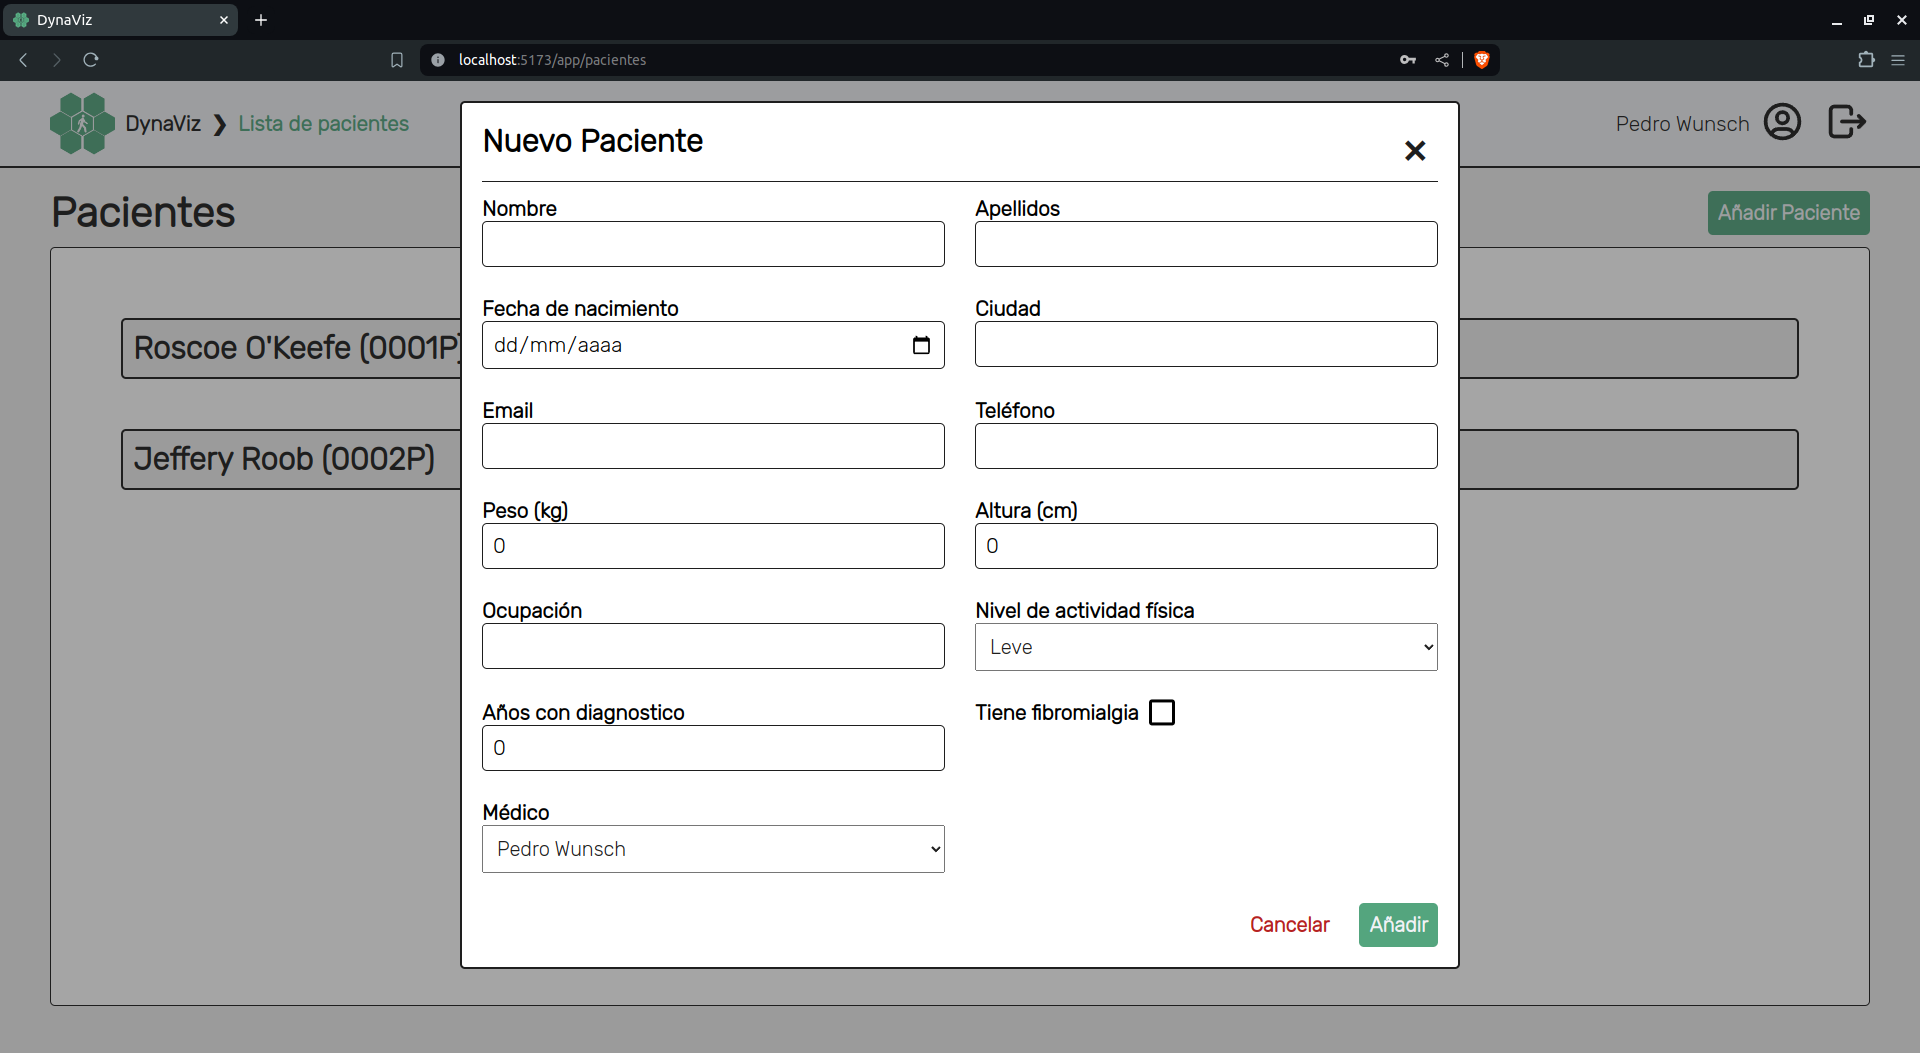 DynaViz
localhost:5173/app/pacientes
DynaViz ❯ Lista de pacientes
Pedro Wunsch
Pacientes
Añadir Paciente
Roscoe O'Keefe (0001P)
Jeffery Roob (0002P)
Nuevo Paciente
Nombre
Apellidos
Fecha de nacimiento
Ciudad
dd/mm/aaaa
Email
Teléfono
Peso (kg)
Altura (cm)
0
0
Ocupación
Nivel de actividad física
Leve
Años con diagnostico
Tiene fibromialgia
0
Médico
Pedro Wunsch
Cancelar
Añadir